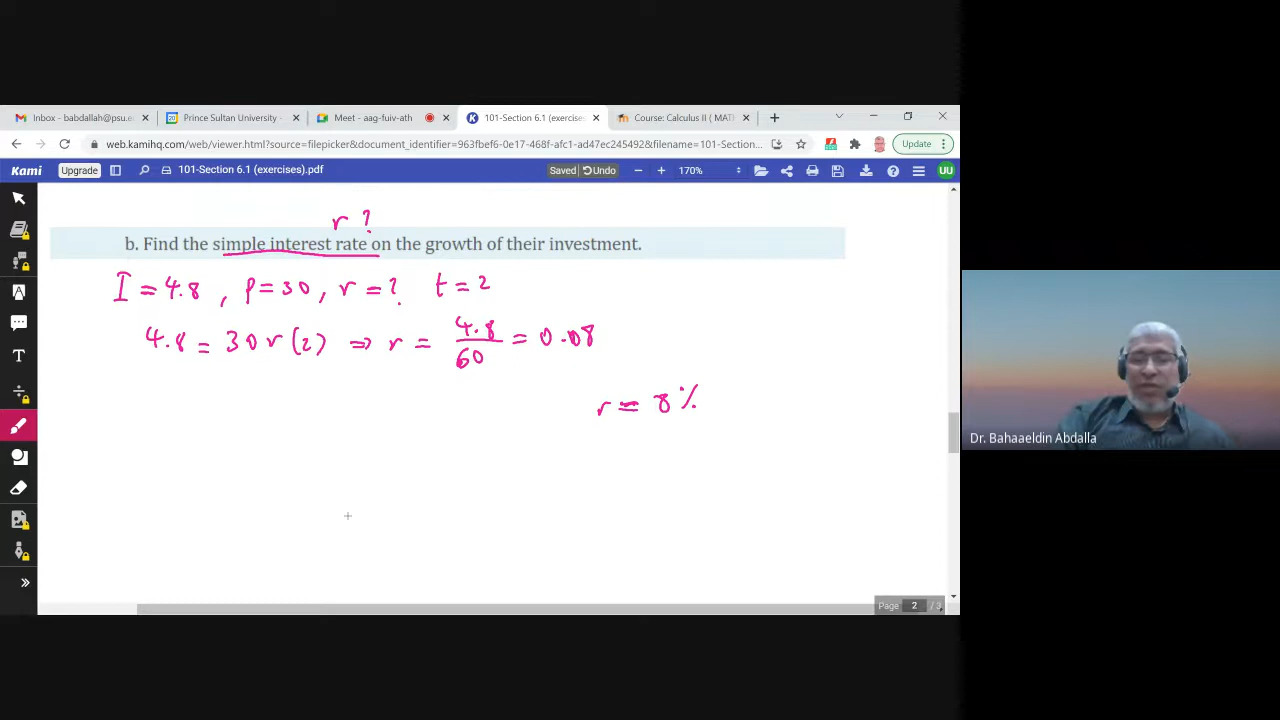 Inbox - babdallah@psu.e
Prince Sultan University -
Meet - aag-fuiv-ath
101-Section 6.1 (exercises
Course: Calculus II ( MAT
web.kamihq.com/web/viewer.html?source=filepicker&document_identifier=963fbef6-0e17-468f-afc1-ad47ec245492&filename=101-Section...
Update
Kami
Upgrade
101-Section 6.1 (exercises).pdf
Saved Undo
170%
UU
r ?
b. Find the simple interest rate on the growth of their investment.
I = 4.8 , P = 30 , r = ? t = 2
4.8 = 30 r (2) ⇒ r = 4.8/60 = 0.08
r = 8 %
Dr. Bahaaeldin Abdalla
Page 2 / 3